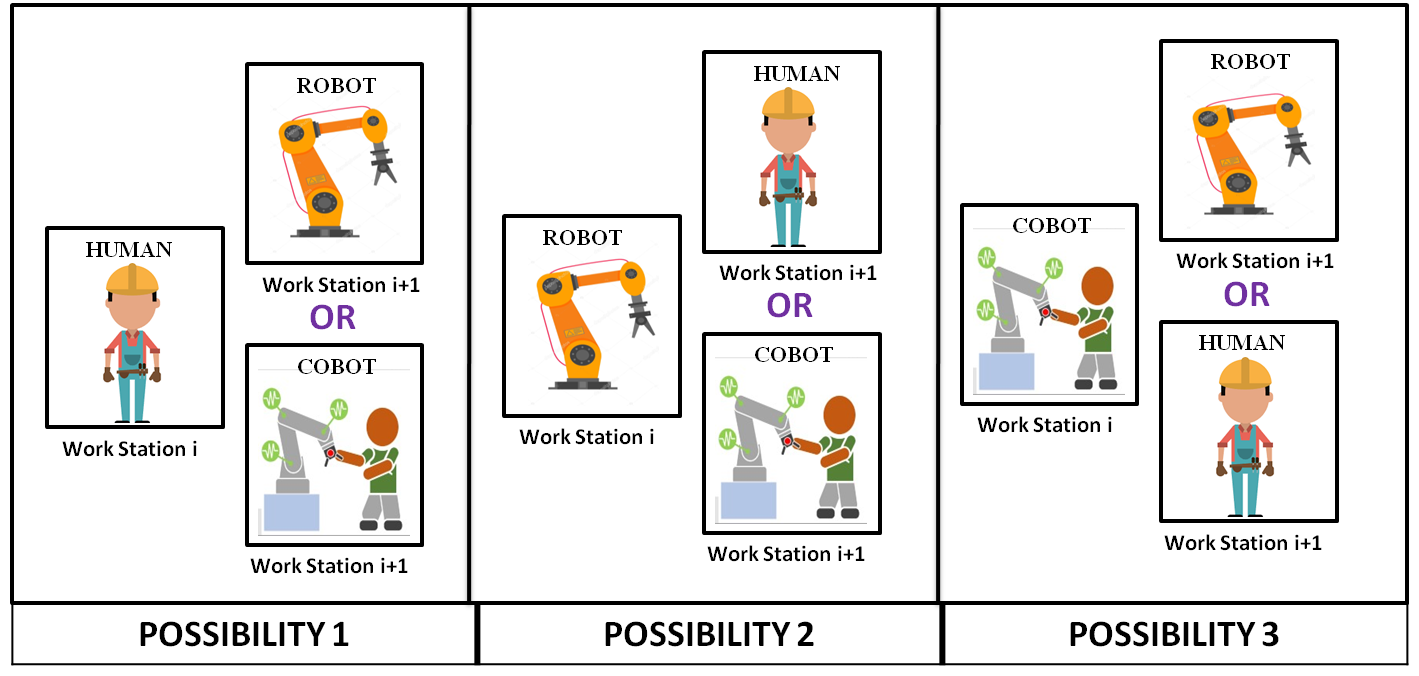 HUMAN
Work Station i
ROBOT
Work Station i+1
OR
COBOT
Work Station i+1
ROBOT
Work Station i
HUMAN
Work Station i+1
OR
COBOT
Work Station i+1
COBOT
Work Station i
ROBOT
Work Station i+1
OR
HUMAN
Work Station i+1
POSSIBILITY 1
POSSIBILITY 2
POSSIBILITY 3